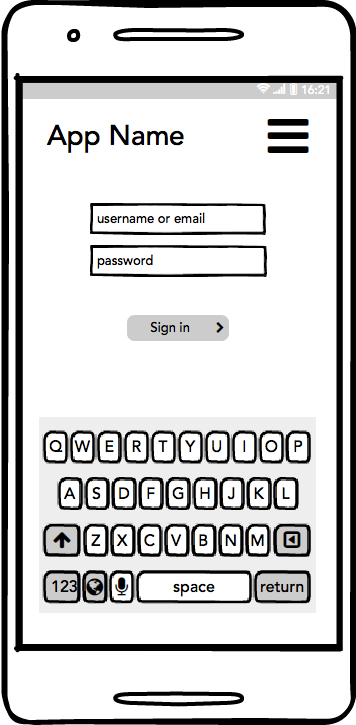 16:21
App Name
username or email
password
Sign in
Q W E R T Y U I O P
A S D F G H J K L
Z X C V B N M
123 space return